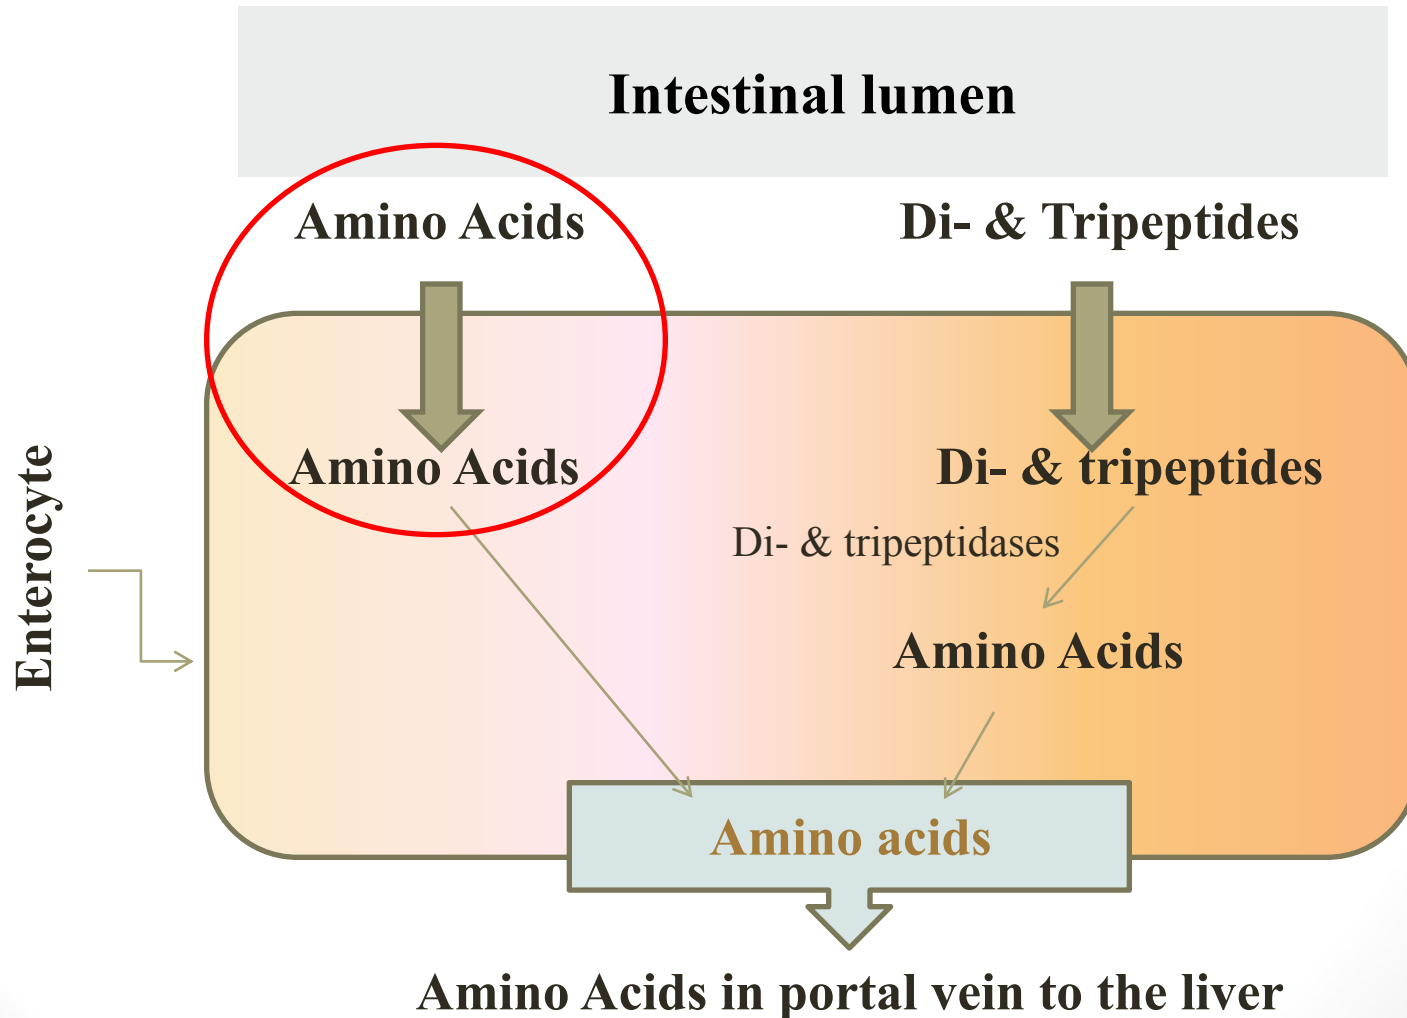 Intestinal lumen
Amino Acids
Di- & Tripeptides
Enterocyte
Amino Acids
Di- & tripeptides
Di- & tripeptidases
Amino Acids
Amino acids
Amino Acids in portal vein to the liver